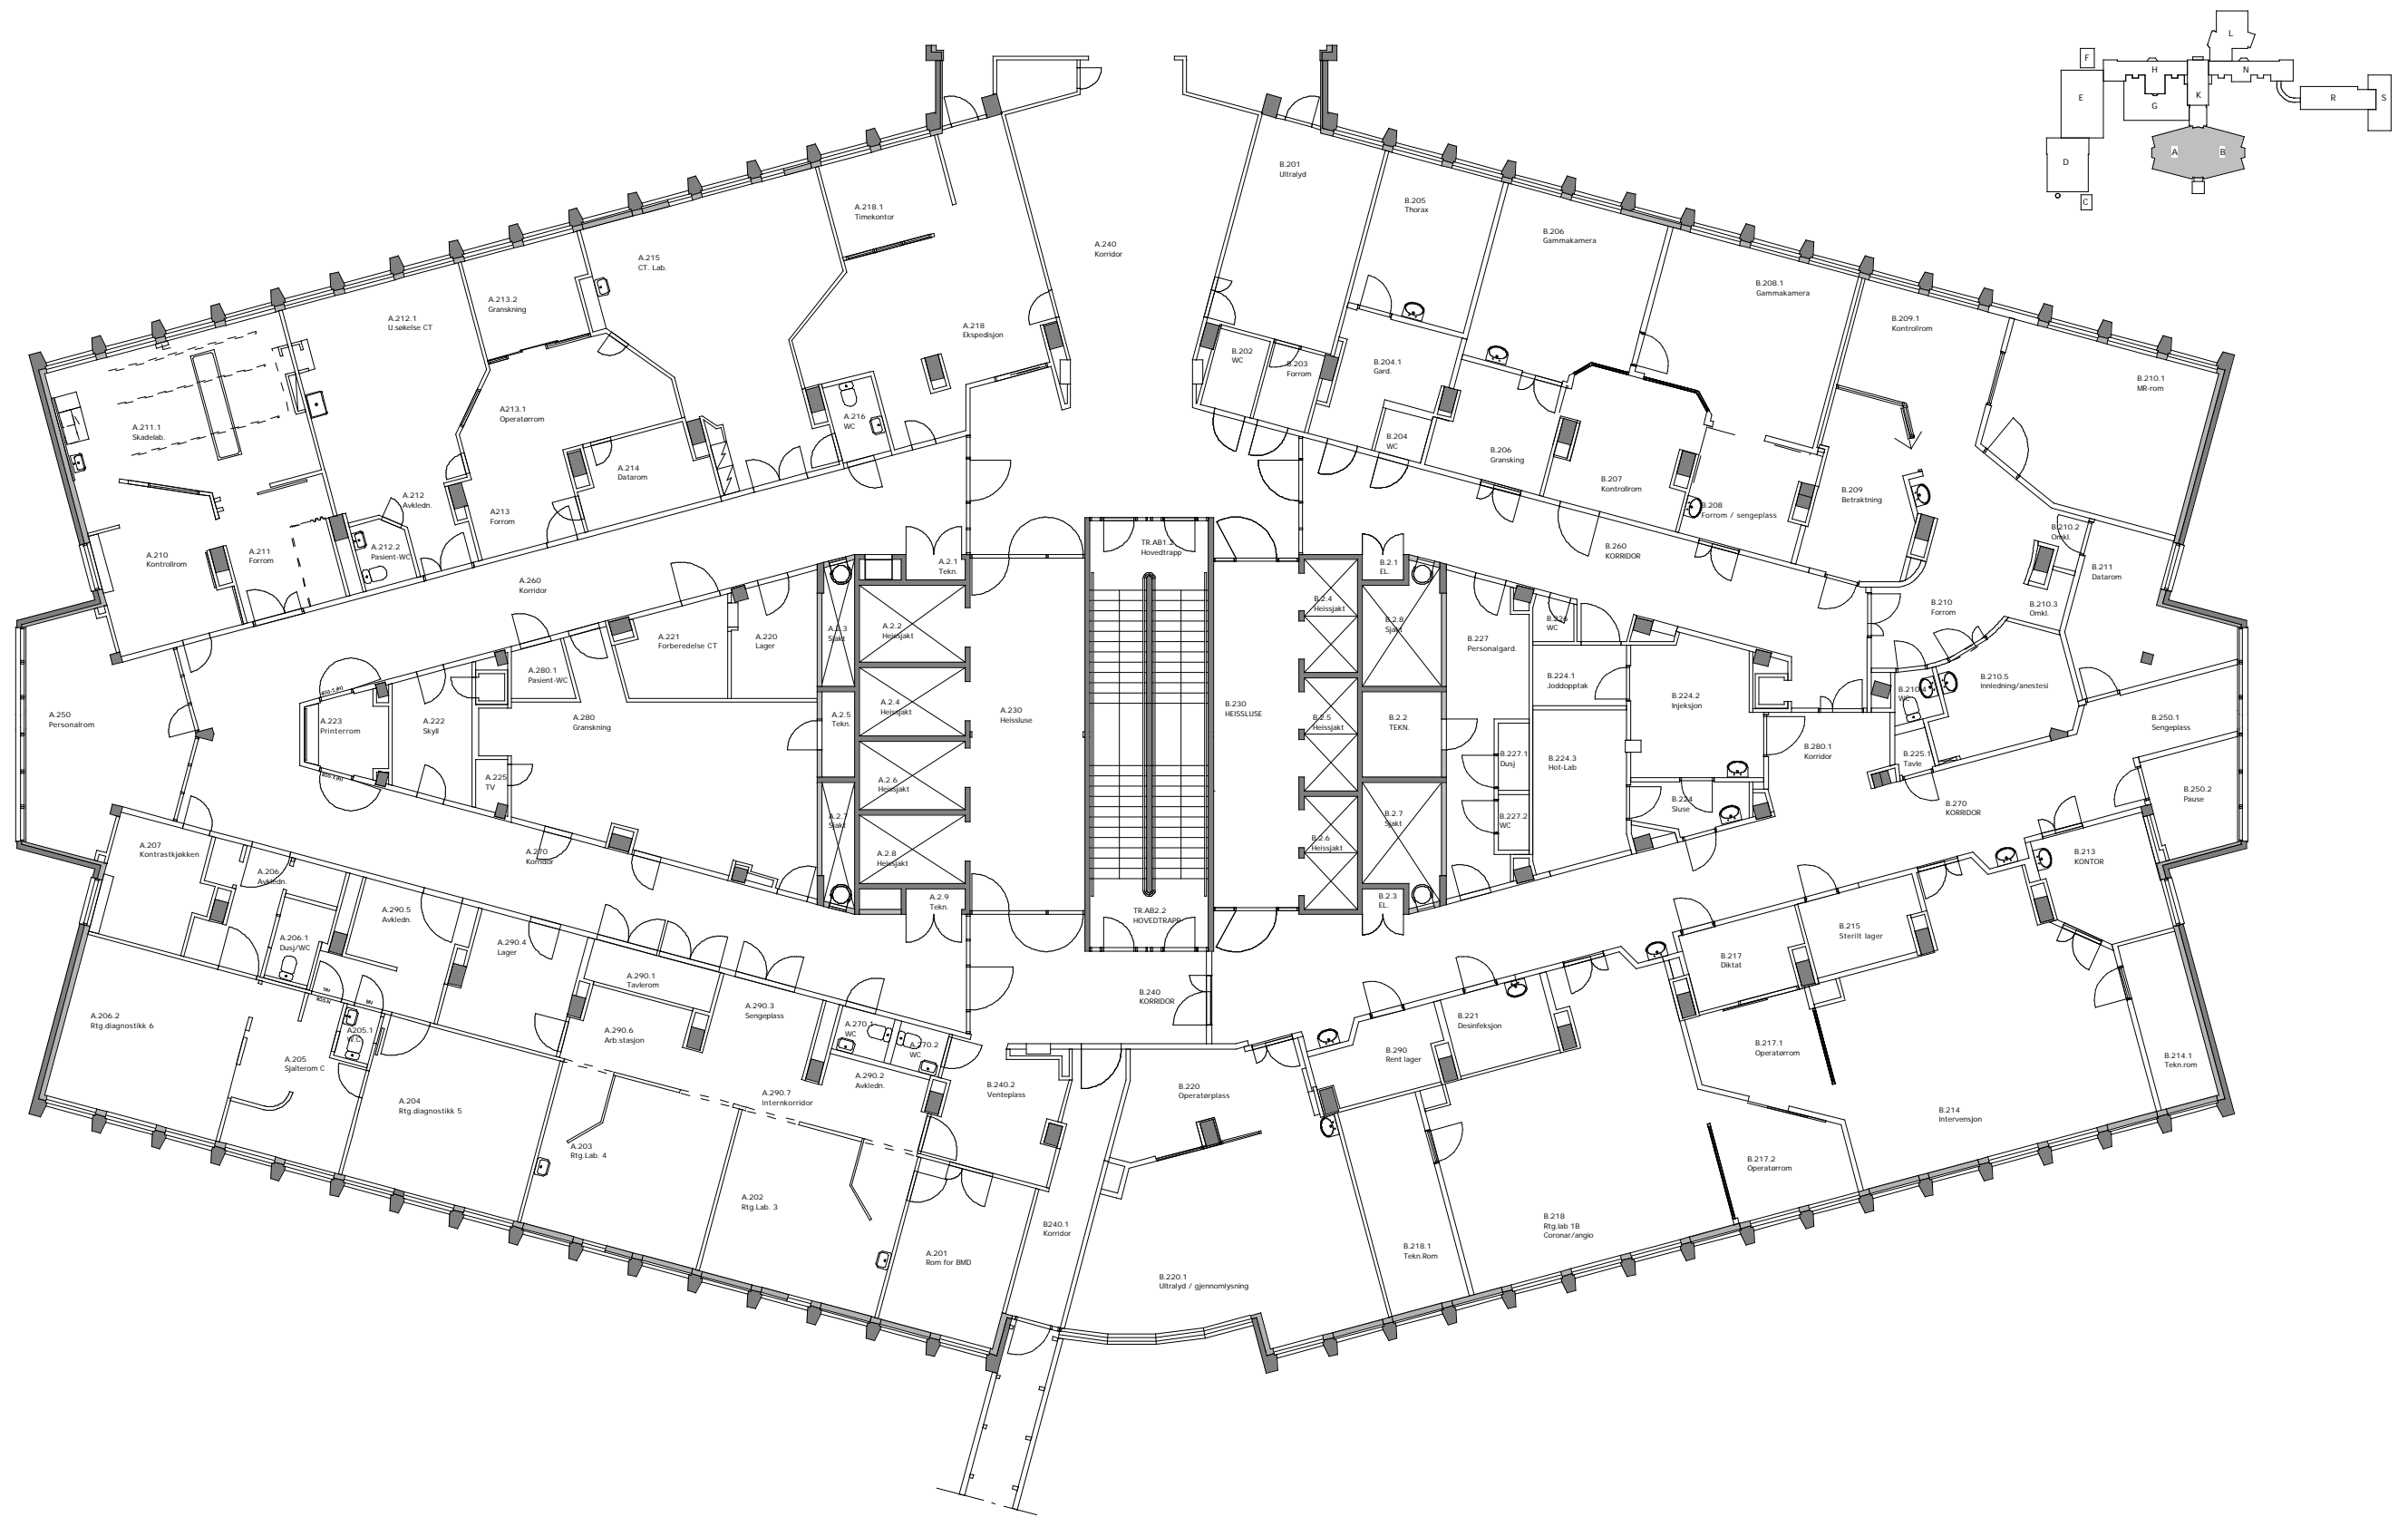 L
F
H
N
E
K
R
S
G
A
B
D
C
B.201
Ultralyd
B.205
Thorax
A.218.1
Timekontor
B.206
Gammakamera
A.240
Korridor
A.215
CT. Lab.
B.208.1
Gammakamera
A.213.2
Granskning
A.212.1
U.søkelse CT
B.209.1
Kontrollrom
A.218
Ekspedisjon
B.202
WC
B.203
Forrom
B.204.1
Gard.
B.210.1
MR-rom
A213.1
Operatørrom
A.216
WC
A.211.1
Skadelab.
B.204
WC
B.206
Gransking
A.214
Datarom
B.207
Kontrollrom
B.209
Betraktning
A.212
Avkledn.
A213
Forrom
B.208
Forrom / sengeplass
B.210.2
Omkl.
A.210
Kontrollrom
A.211
Forrom
A.212.2
Pasient-WC
TR.AB1.2
Hovedtrapp
B.260
KORRIDOR
A.2.1
Tekn.
B.2.1
EL.
B.211
Datarom
A.260
Korridor
B.2.4
Heissjakt
B.210
Forrom
B.210.3
Omkl.
A.2.3
Sjakt
A.2.2
Heissjakt
B.2.8
Sjakt
B.226
WC
A.221
Forberedelse CT
A.220
Lager
B.227
Personalgard.
A.280.1
Pasient-WC
B.224.1
Joddopptak
B.210.5
Innledning/anestesi
B.224.2
Injeksjon
B.210.4
WC
A.250
Personalrom
A.223
Printerrom
A.222
Skyll
A.280
Granskning
A.2.5
Tekn.
A.2.4
Heissjakt
A.230
Heissluse
B.230
HEISSLUSE
B.2.5
Heissjakt
B.2.2
TEKN.
B.250.1
Sengeplass
B.227.1
Dusj
B.224.3
Hot-Lab
B.280.1
Korridor
B.225.1
Tavle
A.225
TV
A.2.6
Heissjakt
B.250.2
Pause
B.224
Sluse
B.270
KORRIDOR
A.2.7
Sjakt
B.2.7
Sjakt
B.227.2
WC
A.207
Kontrastkjøkken
A.270
Korridor
A.2.8
Heissjakt
B.2.6
Heissjakt
B.213
KONTOR
A.206
Avkledn.
A.2.9
Tekn.
B.2.3
EL.
A.290.5
Avkledn.
TR.AB2.2
HOVEDTRAPP
B.215
Sterilt lager
A.206.1
Dusj/WC
A.290.4
Lager
B.217
Diktat
A.290.1
Tavlerom
B.240
KORRIDOR
A.290.3
Sengeplass
A.206.2
Rtg.diagnostikk 6
B.221
Desinfeksjon
A.205.1
W.C.
A.290.6
Arb.stasjon
A.270.1
WC
A.270.2
WC
B.290
Rent lager
B.217.1
Operatørrom
B.214.1
Tekn.rom
A.205
Sjalterom C
A.290.2
Avkledn.
B.240.2
Venteplass
B.220
Operatørplass
A.290.7
Internkorridor
A.204
Rtg.diagnostikk 5
B.214
Intervensjon
A.203
Rtg.Lab. 4
B.217.2
Operatørrom
A.202
Rtg.Lab. 3
B240.1
Korridor
B.218
Rtg.lab 1B
Coronar/angio
A.201
Rom for BMD
B.218.1
Tekn.Rom
B.220.1
Ultralyd / gjennomlysning